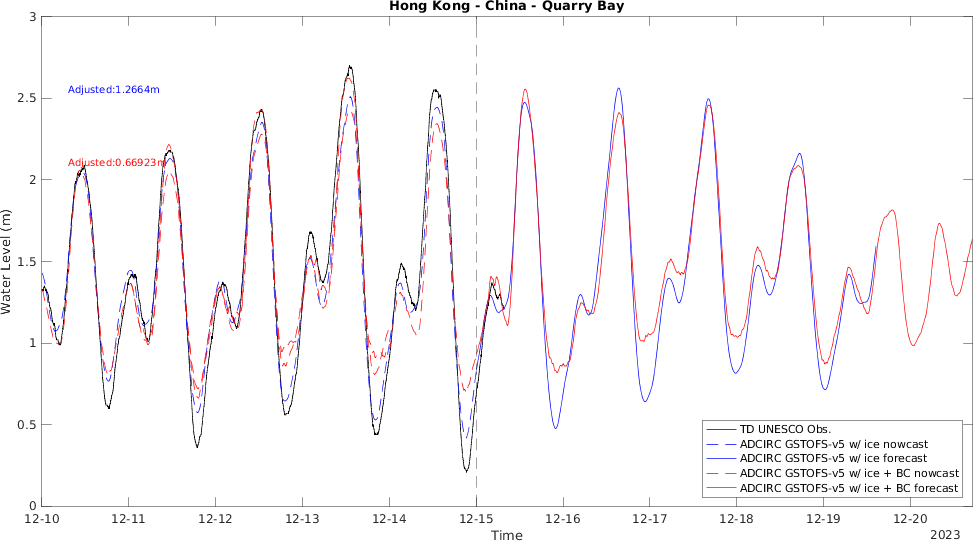 Hong Kong - China - Quarry Bay
Water Level (m)
3
2.5
2
1.5
1
0.5
0
Adjusted:1.2664m
Adjusted:0.66923m
TD UNESCO Obs.
ADCIRC GSTOFS-v5 w/ ice nowcast
ADCIRC GSTOFS-v5 w/ ice forecast
ADCIRC GSTOFS-v5 w/ ice + BC nowcast
ADCIRC GSTOFS-v5 w/ ice + BC forecast
12-10 12-11 12-12 12-13 12-14 12-15 12-16 12-17 12-18 12-19 12-20
Time
2023